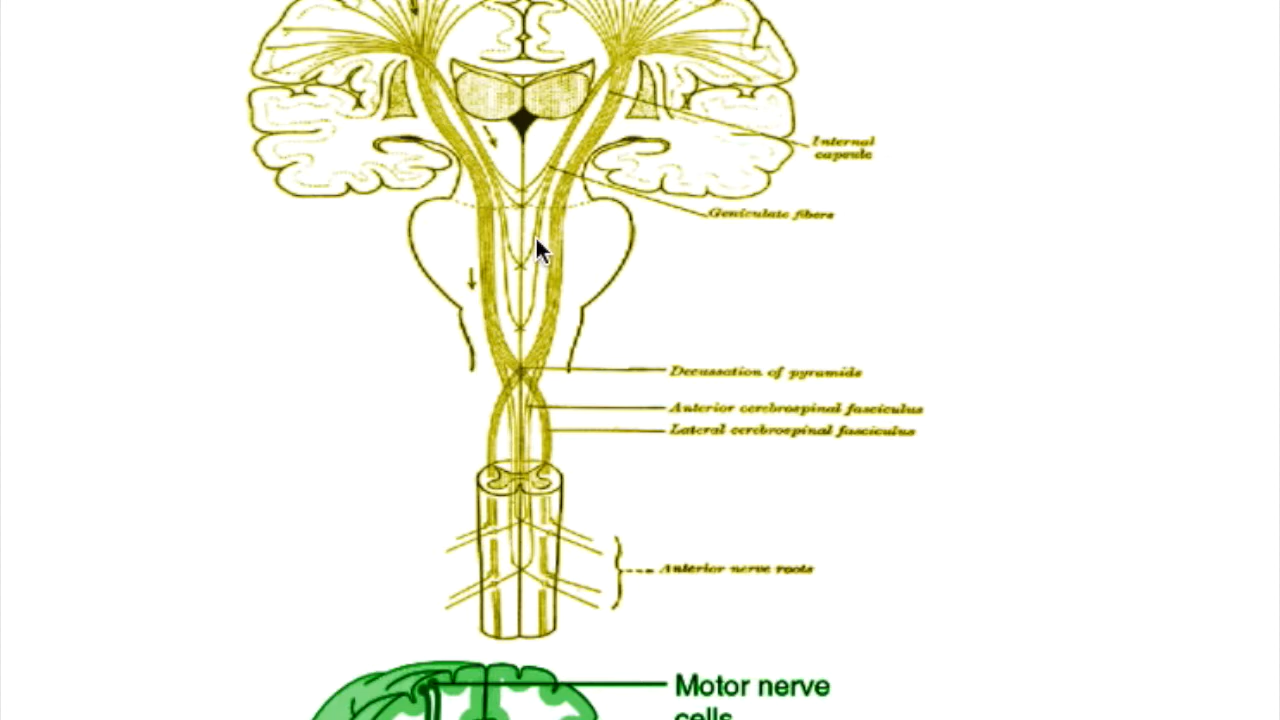 Internal
capsule
Geniculate fibers
Decussation of pyramids
Anterior cerebrospinal fasciculus
Lateral cerebrospinal fasciculus
Anterior nerve roots
Motor nerve
cells